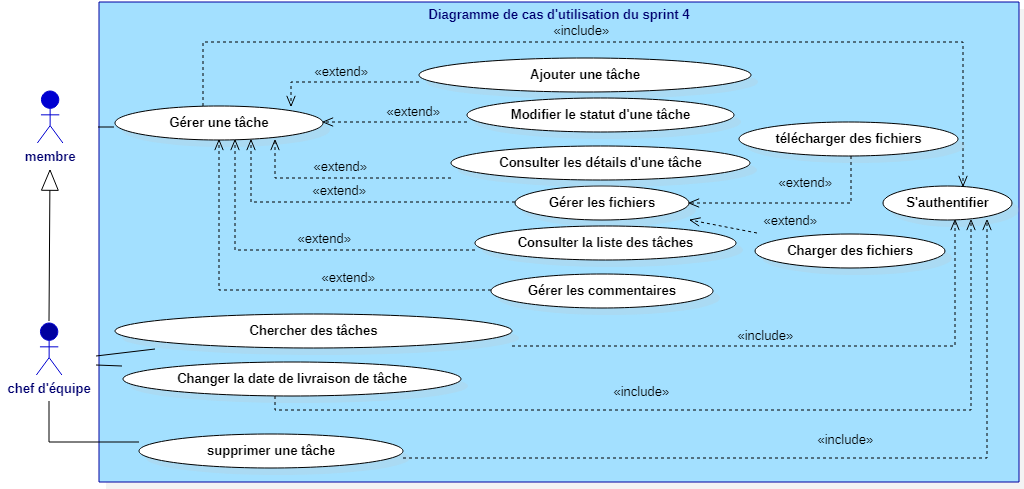 Diagramme de cas d'utilisation du sprint 4
«include»
«extend»
Ajouter une tâche
«extend»
Modifier le statut d'une tâche
Gérer une tâche
télécharger des fichiers
membre
Consulter les détails d'une tâche
«extend»
«extend»
«extend»
Gérer les fichiers
S'authentifier
«extend»
«extend»
Consulter la liste des tâches
Charger des fichiers
«extend»
Gérer les commentaires
Chercher des tâches
«include»
chef d'équipe
Changer la date de livraison de tâche
«include»
«include»
supprimer une tâche